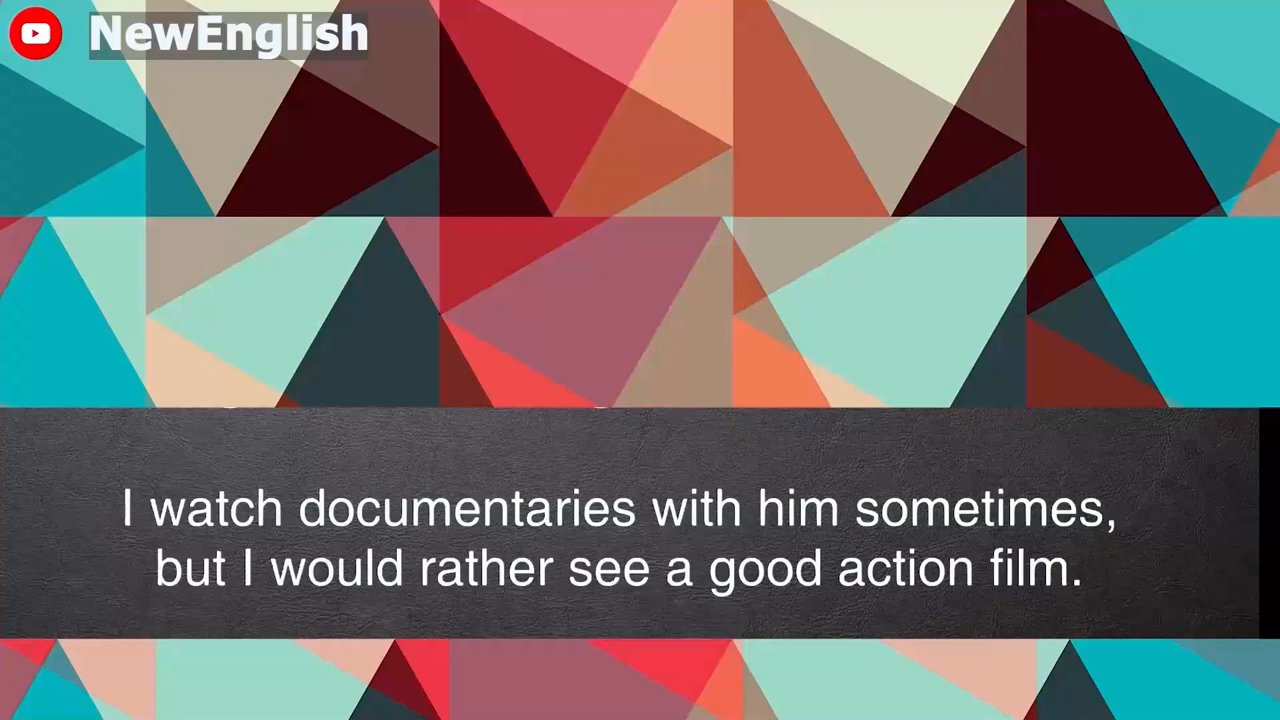 NewEnglish
I watch documentaries with him sometimes,
but I would rather see a good action film.